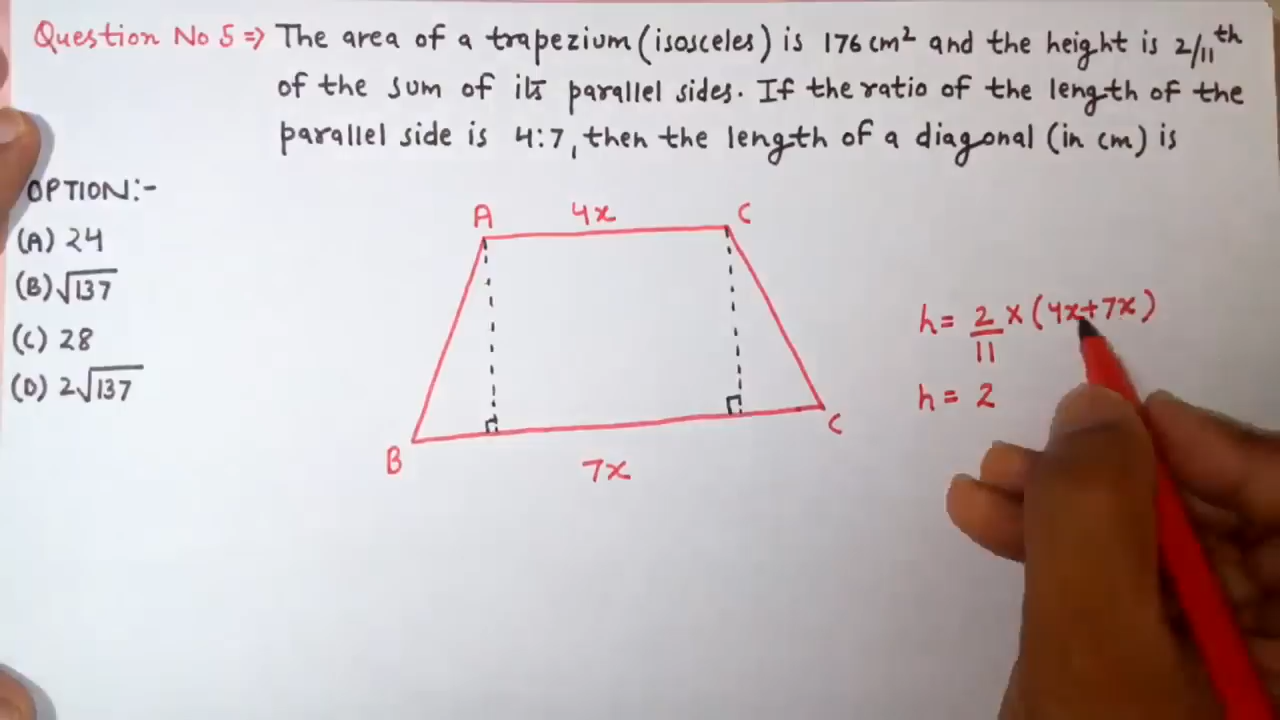 Question No 5 => The area of a trapezium (isosceles) is 176 cm² and the height is 2/11th
of the sum of its parallel sides. If the ratio of the length of the
parallel side is 4:7, then the length of a diagonal (in cm) is
OPTION:-
(A) 24
(B) √137
(C) 28
(D) 2√137
A 4x C
B 7x C
h = 2/11 × (4x+7x)
h = 2